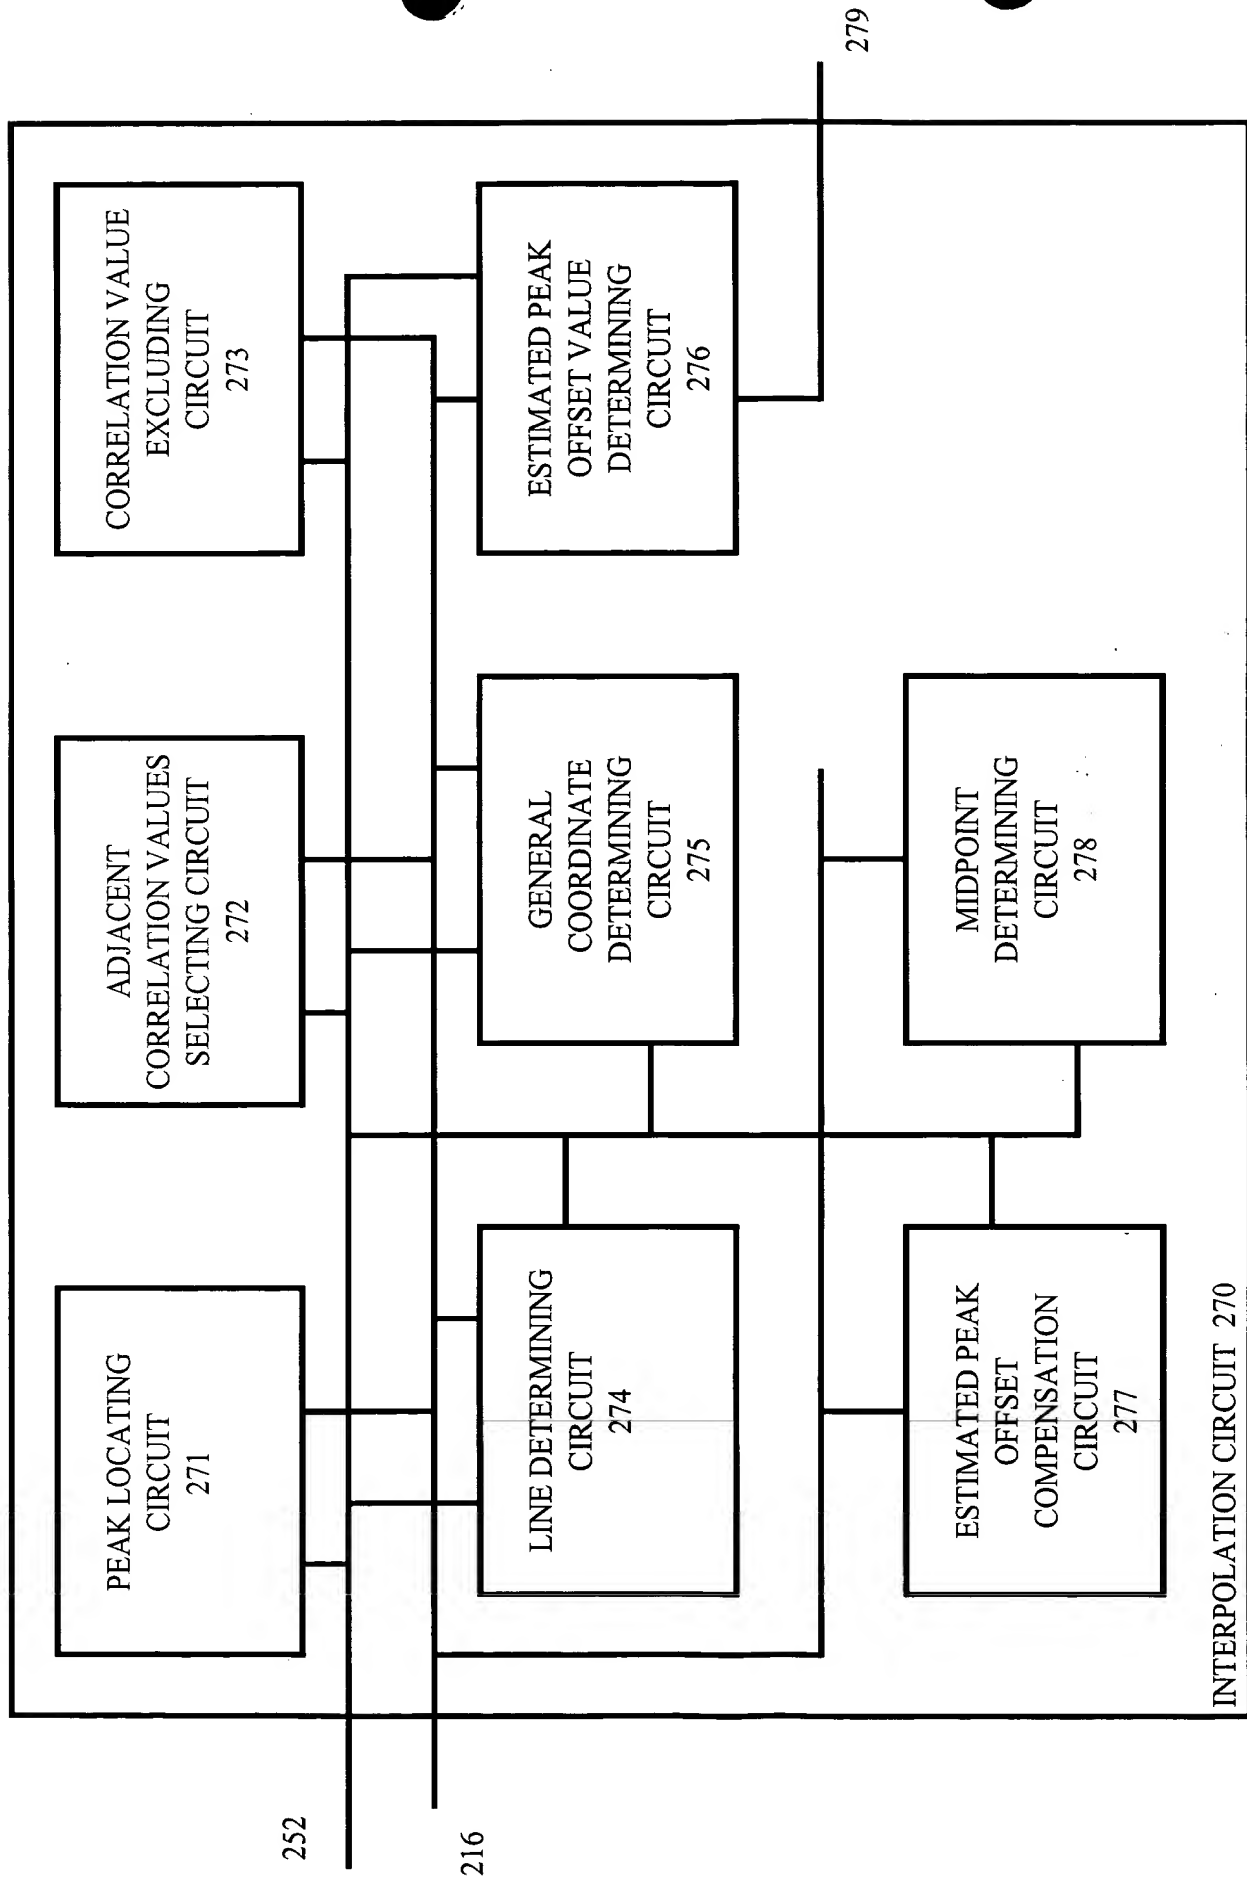 PEAK LOCATING
CIRCUIT
271
ADJACENT
CORRELATION VALUES
SELECTING CIRCUIT
272
CORRELATION VALUE
EXCLUDING
CIRCUIT
273
252
216
LINE DETERMINING
CIRCUIT
274
GENERAL
COORDINATE
DETERMINING
CIRCUIT
275
ESTIMATED PEAK
OFFSET VALUE
DETERMINING
CIRCUIT
276
279
ESTIMATED PEAK
OFFSET
COMPENSATION
CIRCUIT
277
MIDPOINT
DETERMINING
CIRCUIT
278
INTERPOLATION CIRCUIT 270